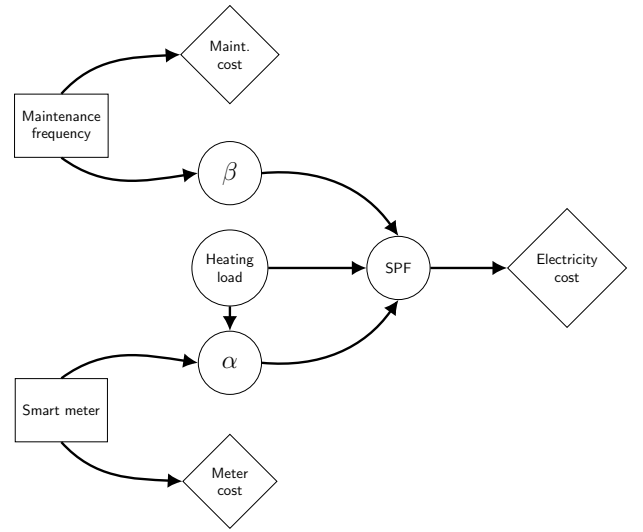 Maint.
cost
Maintenance
frequency
β
Heating
load
SPF
Electricity
cost
α
Smart meter
Meter
cost